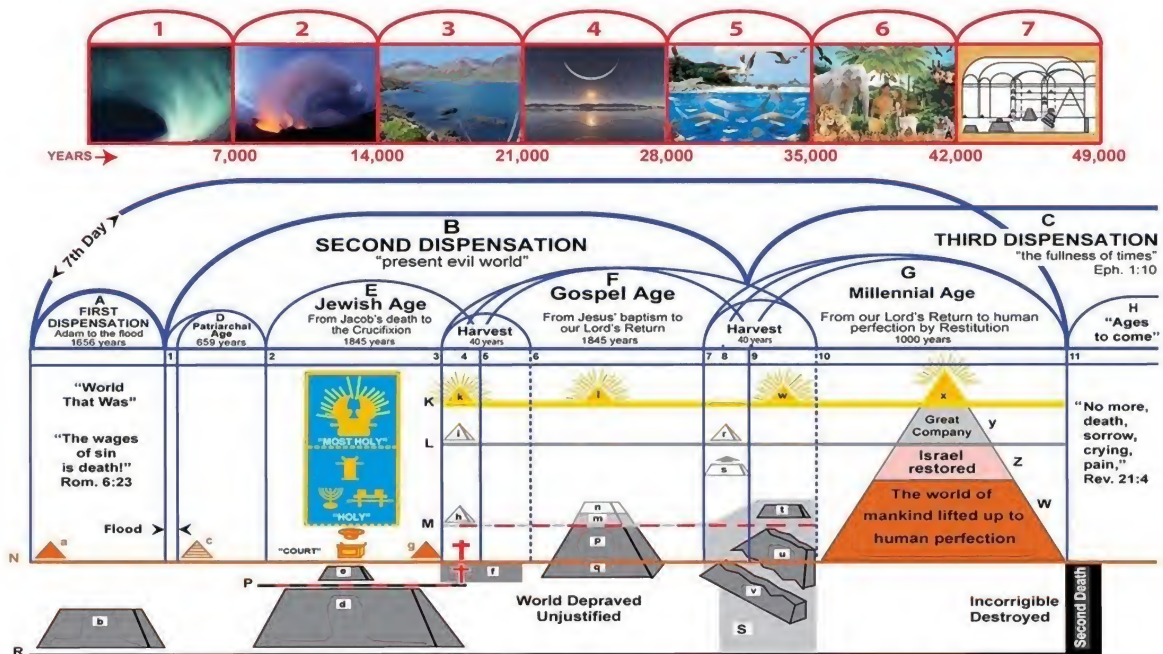 1
2
3
4
5
6
7
YEARS
7,000
14,000
21,000
28,000
35,000
42,000
49,000
7th Day
B
SECOND DISPENSATION
"present evil world"
C
THIRD DISPENSATION
"the fullness of times"
Eph. 1:10
A
FIRST
DISPENSATION
Adam to the flood
1656 years
D
Patriarchal
Age
659 years
E
Jewish Age
From Jacob's death to
the Crucifixion
1845 years
Harvest
40 years
F
Gospel Age
From Jesus' baptism to
our Lord's Return
1845 years
Harvest
40 years
G
Millennial Age
From our Lord's Return to human
perfection by Restitution
1000 years
H
"Ages
to come"
1
2
3
4
5
6
7
8
9
10
11
"World
That Was"
"The wages
of sin
is death!"
Rom. 6:23
Flood
"MOST HOLY"
"HOLY"
"COURT"
K
L
M
N
P
R
a
b
c
d
e
f
g
h
i
k
l
n
m
p
q
r
s
t
u
v
S
w
x
Great
Company
y
Israel
restored
Z
The world of
mankind lifted up to
human perfection
W
"No more,
death,
sorrow,
crying,
pain,"
Rev. 21:4
World Depraved
Unjustified
Incorrigible
Destroyed
Second Death